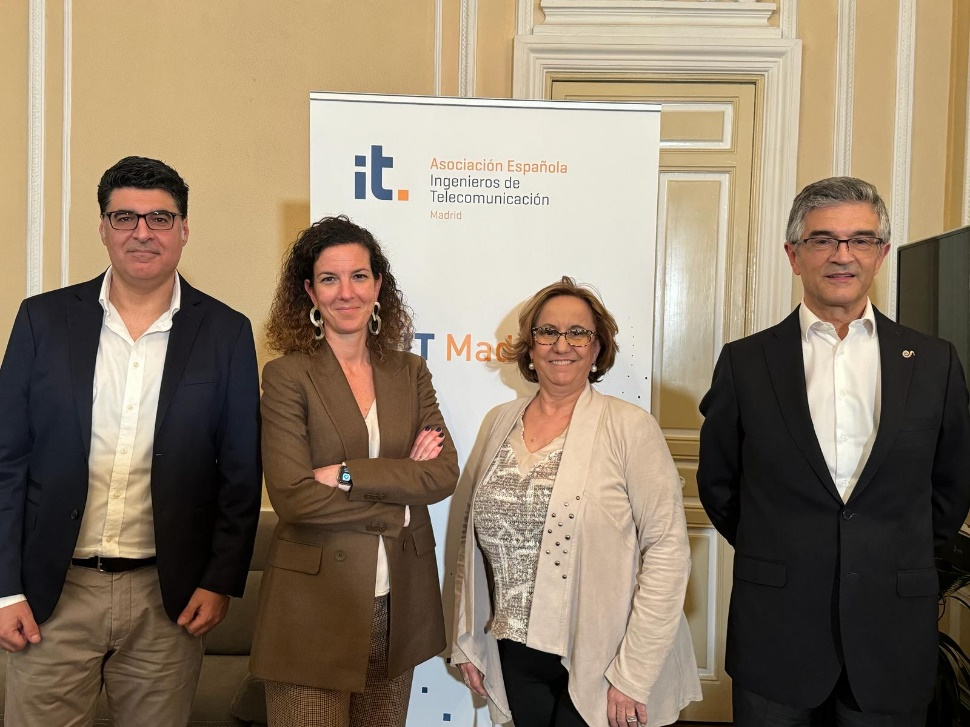 it.
Asociación Española
Ingenieros de
Telecomunicación
Madrid